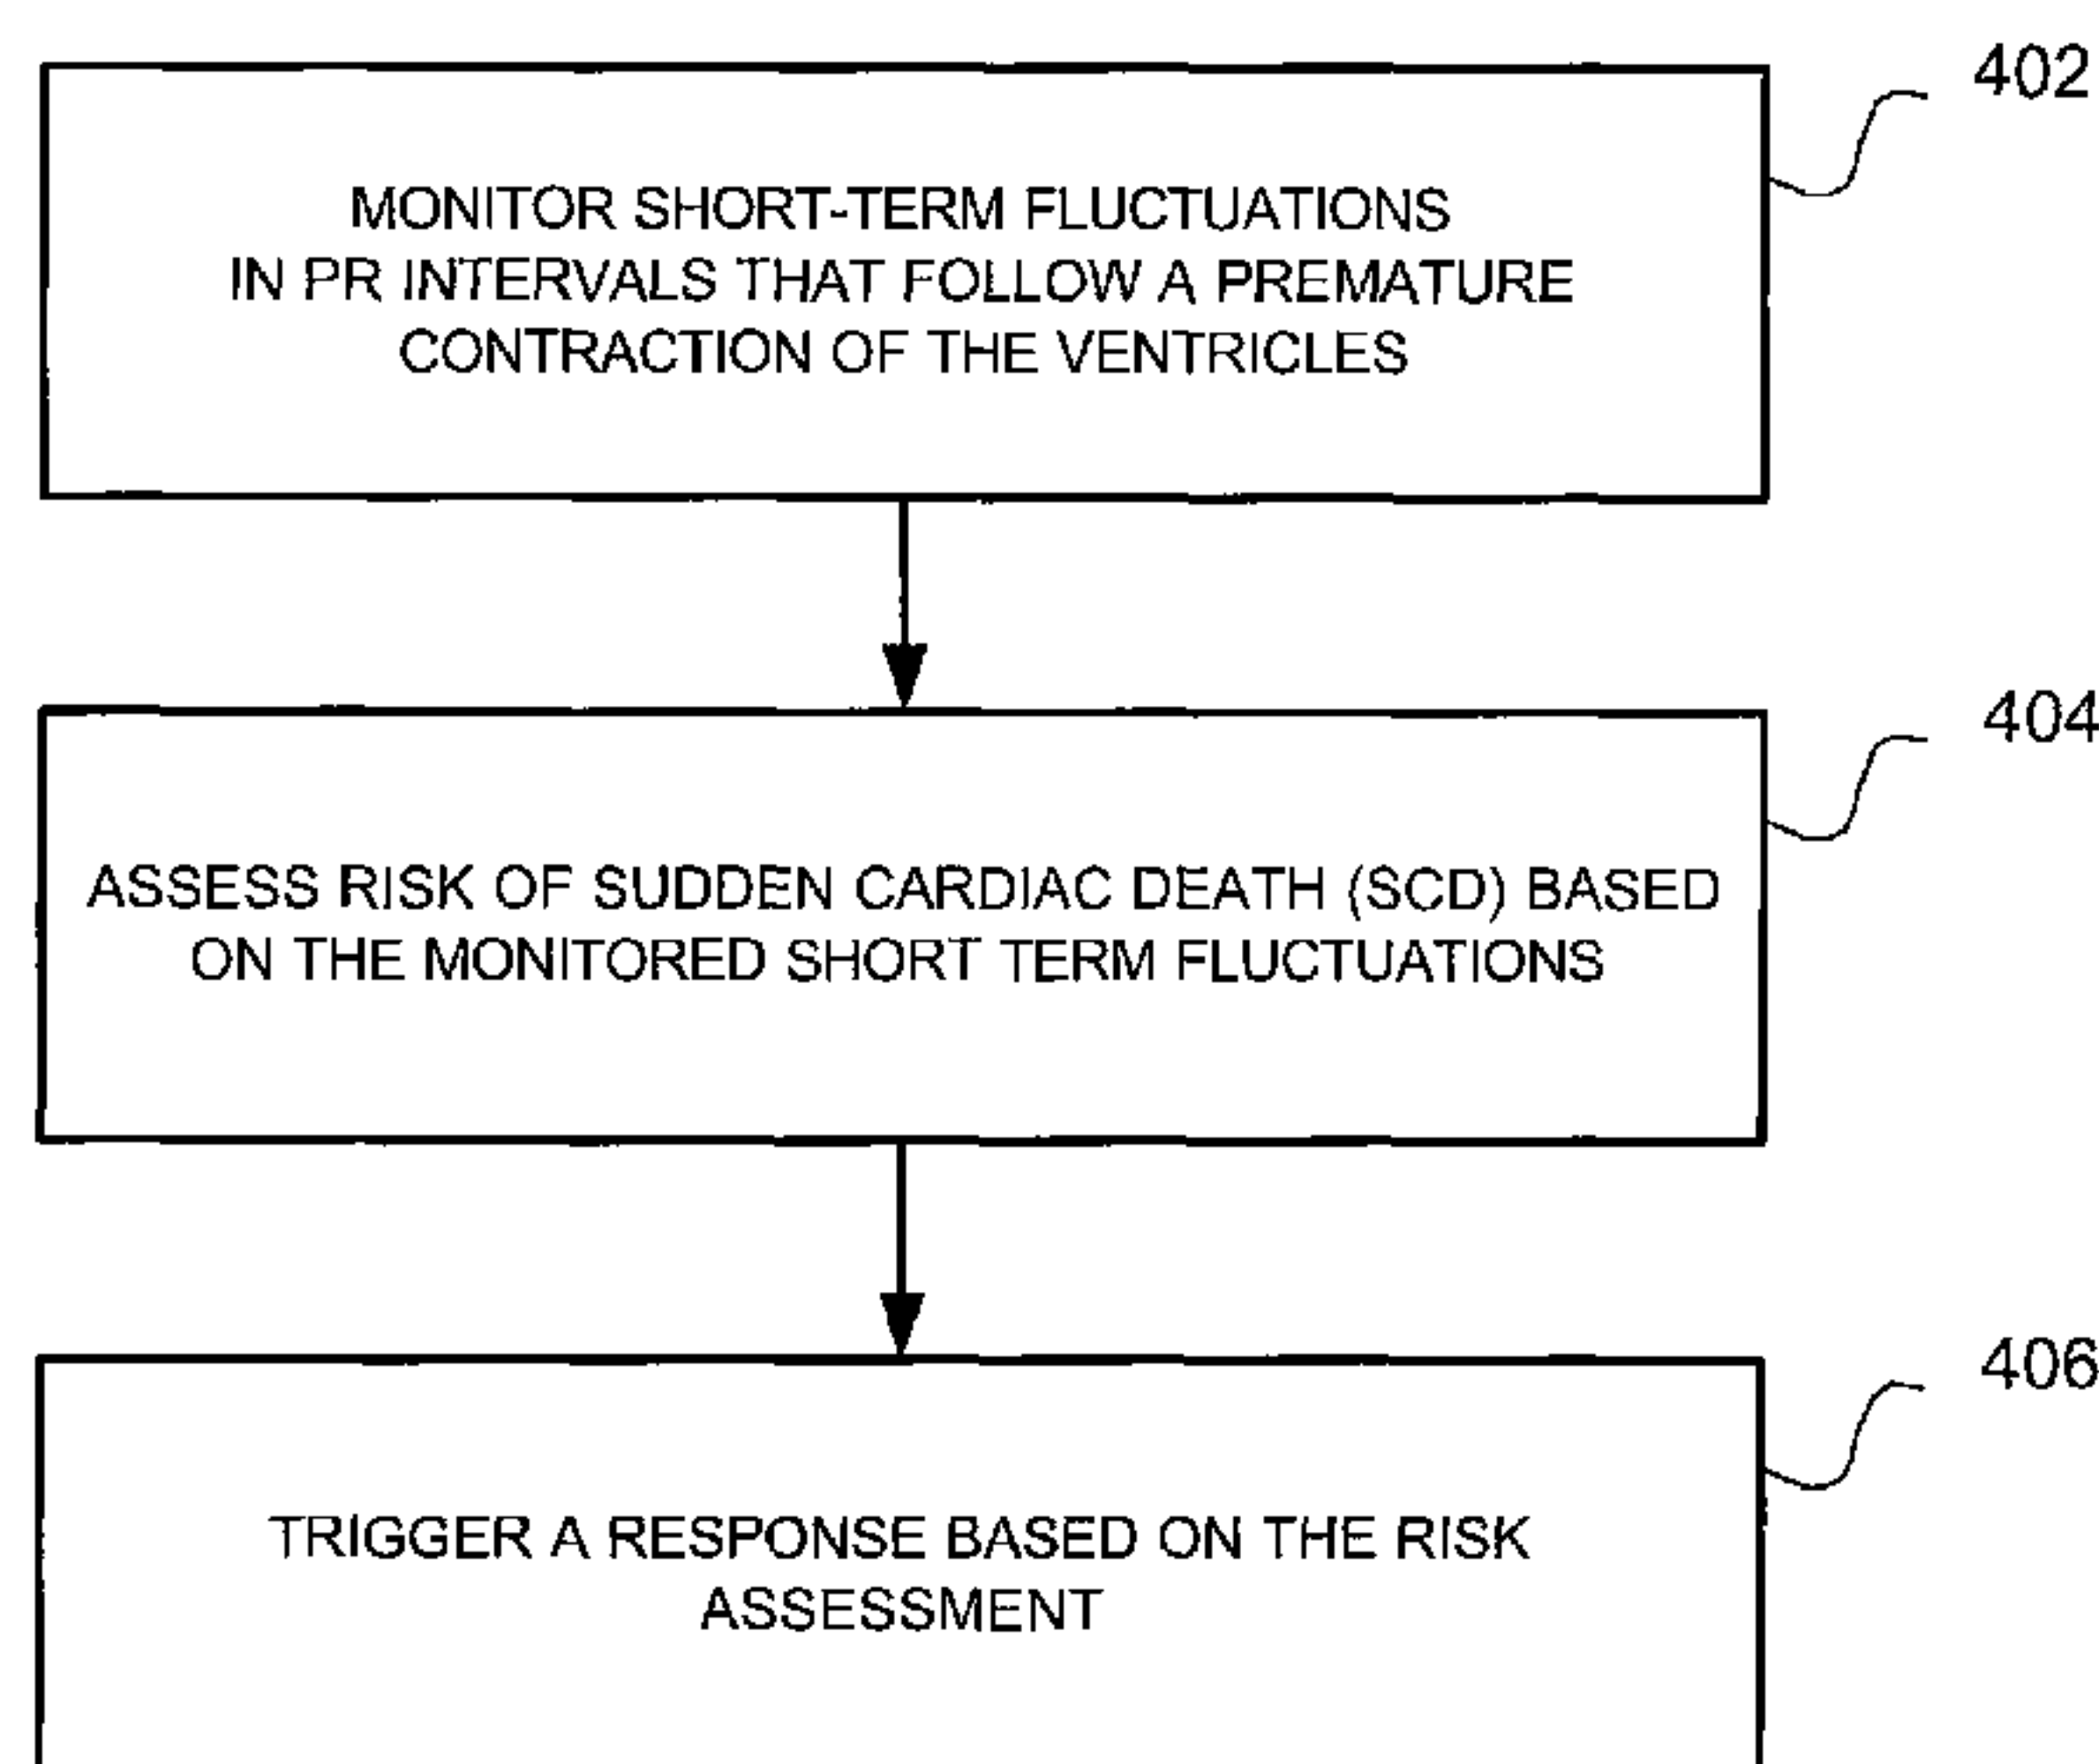 402
MONITOR SHORT-TERM FLUCTUATIONS
IN PR INTERVALS THAT FOLLOW A PREMATURE
CONTRACTION OF THE VENTRICLES
404
ASSESS RISK OF SUDDEN CARDIAC DEATH (SCD) BASED
ON THE MONITORED SHORT TERM FLUCTUATIONS
406
TRIGGER A RESPONSE BASED ON THE RISK
ASSESSMENT